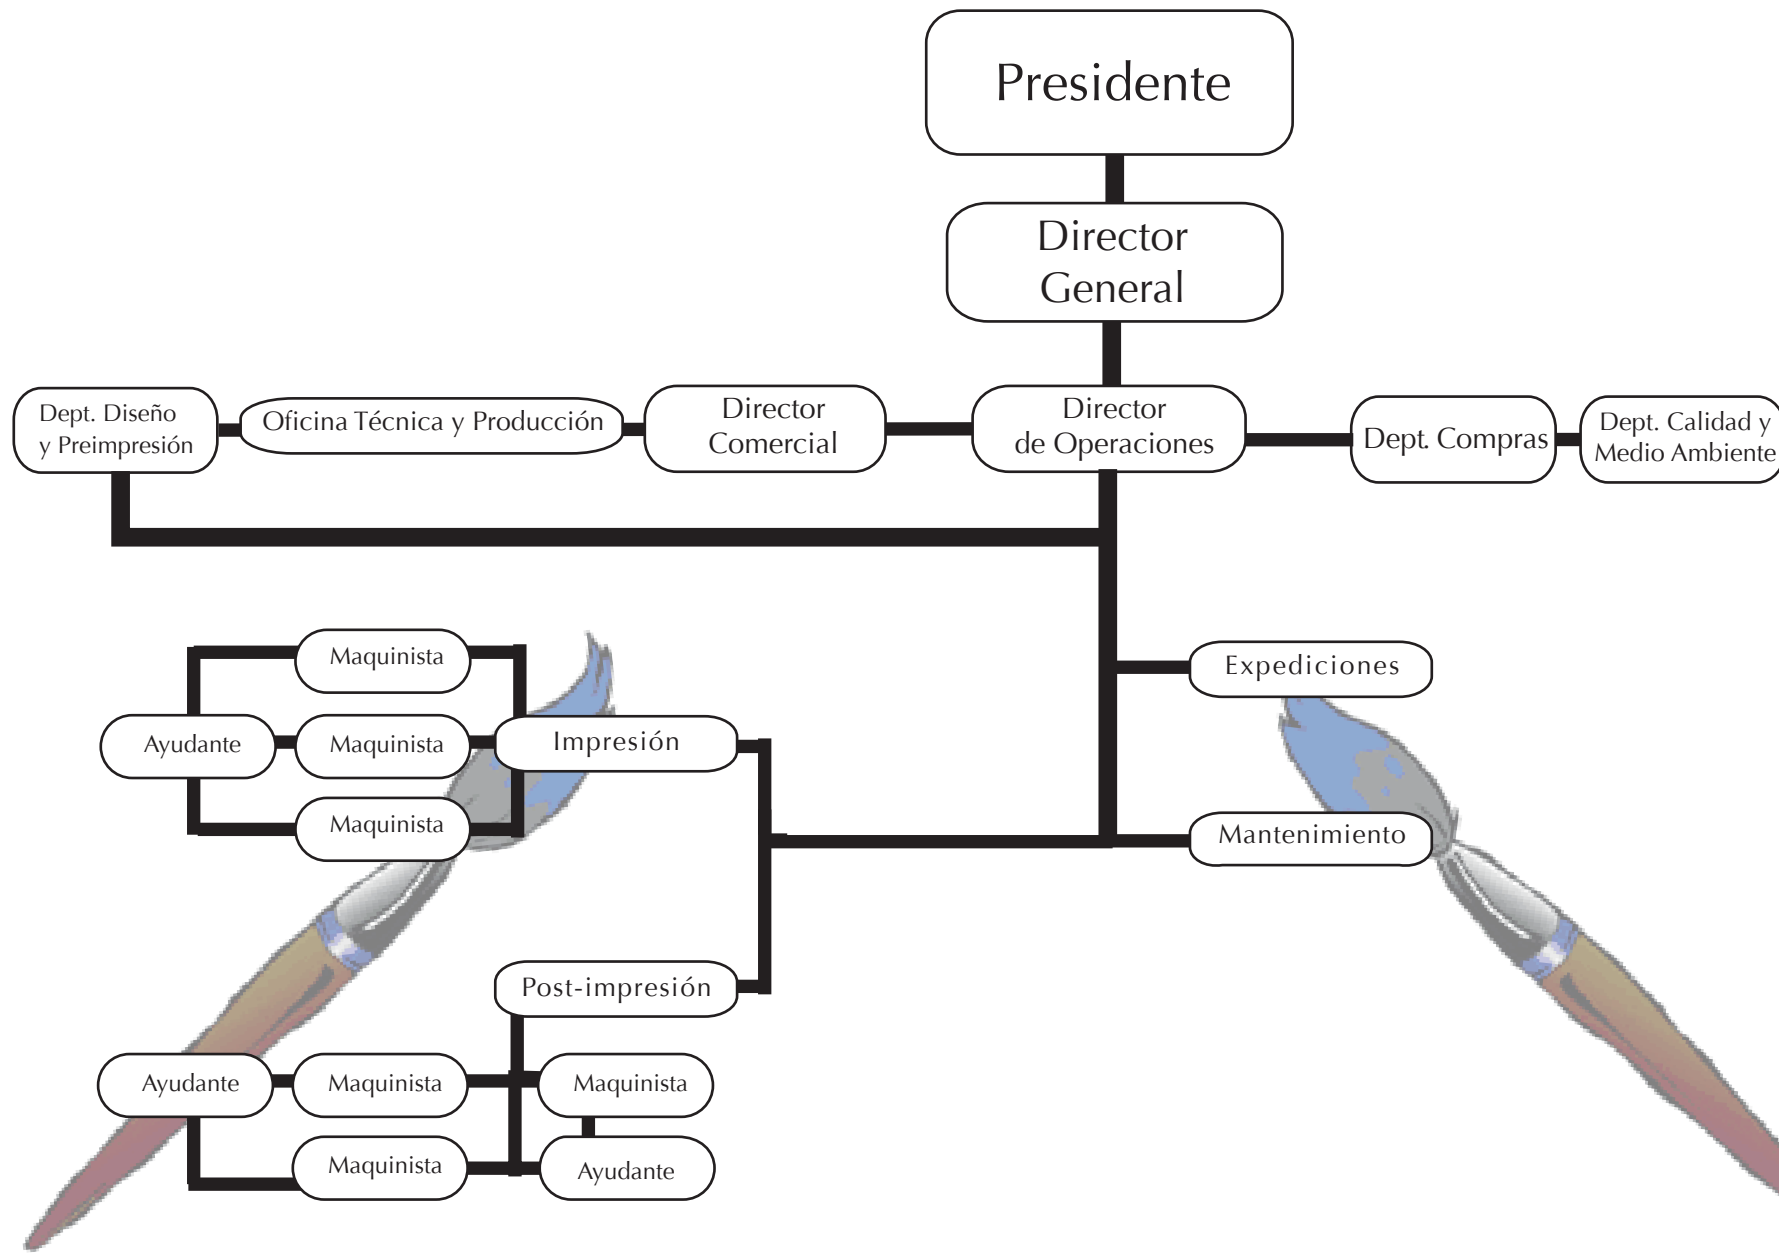 Presidente
Director
General
Dept. Diseño
y Preimpresión
Oficina Técnica y Producción
Director
Comercial
Director
de Operaciones
Dept. Compras
Dept. Calidad y
Medio Ambiente
Maquinista
Expediciones
Ayudante
Maquinista
Impresión
Maquinista
Mantenimiento
Post-impresión
Ayudante
Maquinista
Maquinista
Maquinista
Ayudante